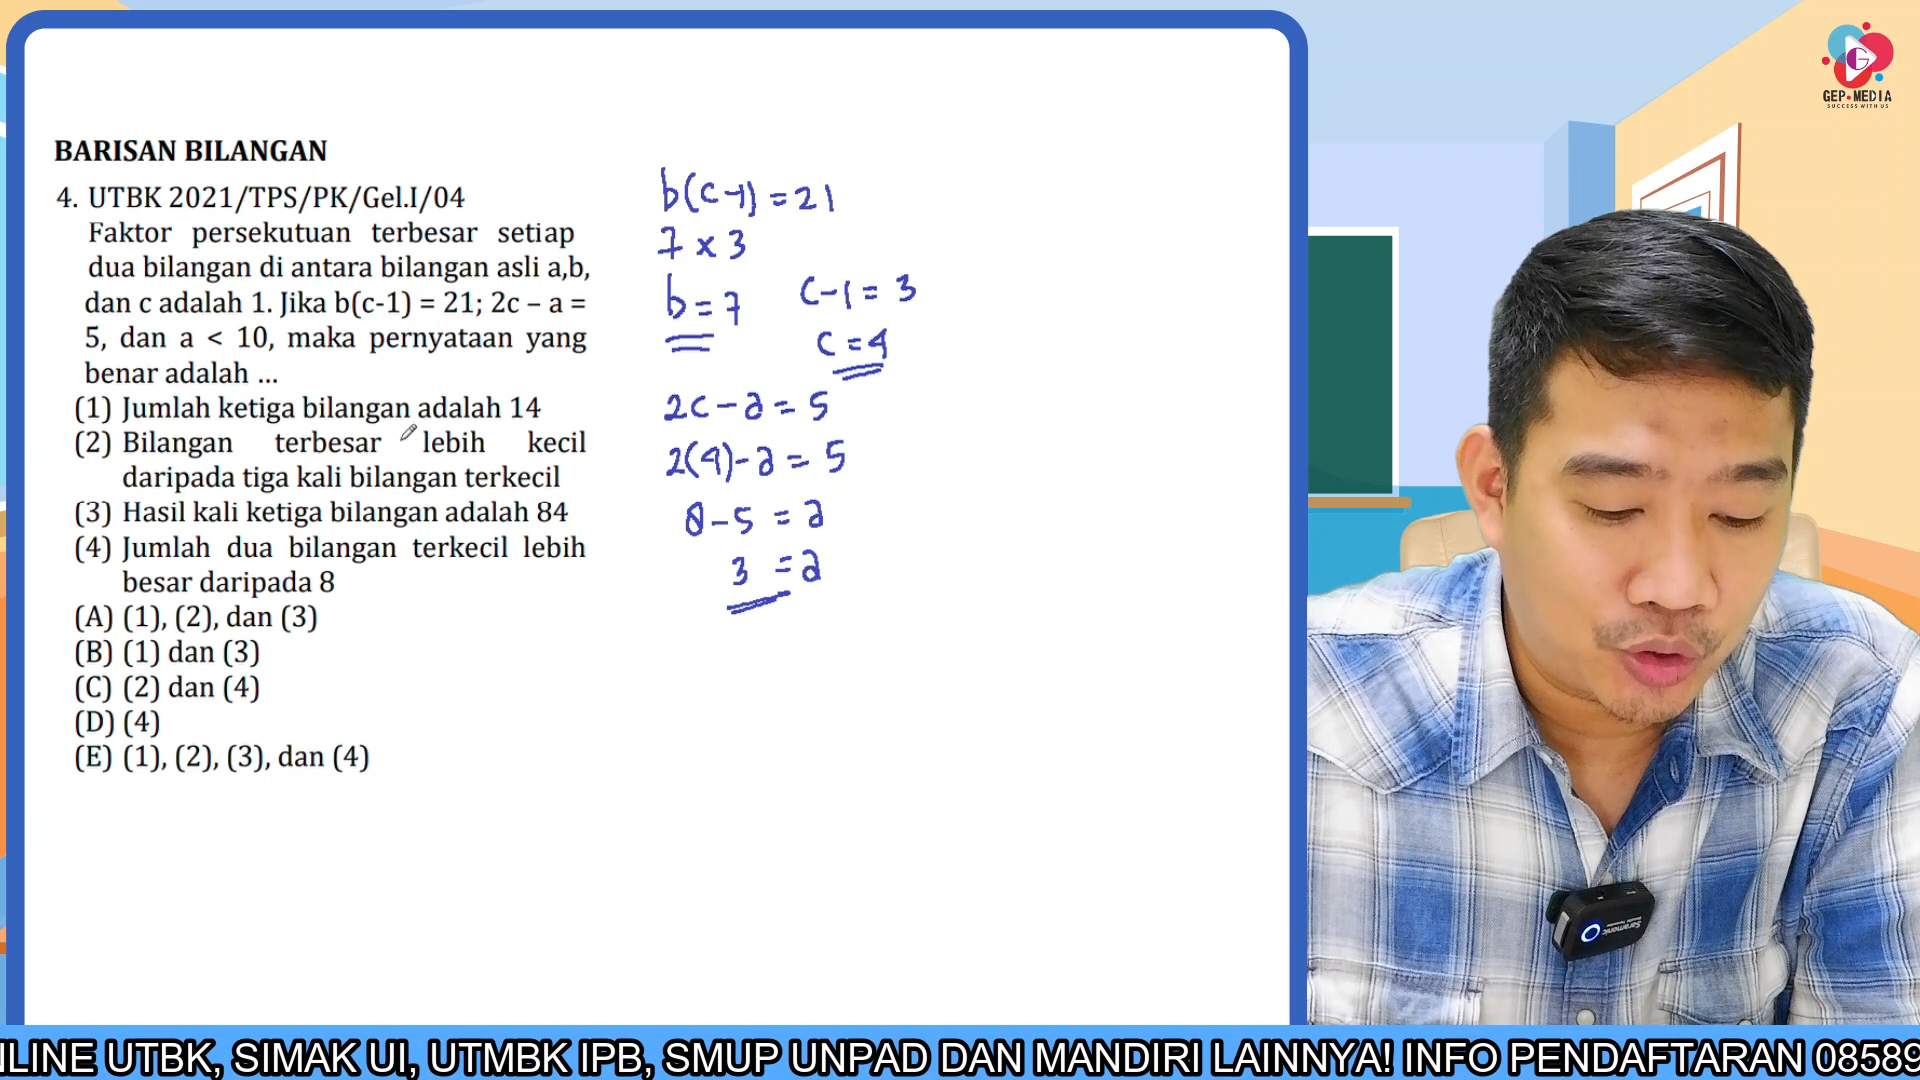 GEP MEDIA
SUCCESS WITH US
BARISAN BILANGAN
4. UTBK 2021/TPS/PK/Gel.I/04
Faktor persekutuan terbesar setiap
dua bilangan di antara bilangan asli a,b,
dan c adalah 1. Jika b(c-1) = 21; 2c – a =
5, dan a < 10, maka pernyataan yang
benar adalah ...
(1) Jumlah ketiga bilangan adalah 14
(2) Bilangan terbesar lebih kecil
daripada tiga kali bilangan terkecil
(3) Hasil kali ketiga bilangan adalah 84
(4) Jumlah dua bilangan terkecil lebih
besar daripada 8
(A) (1), (2), dan (3)
(B) (1) dan (3)
(C) (2) dan (4)
(D) (4)
(E) (1), (2), (3), dan (4)
b(c-1) = 21
7 x 3
b = 7 c-1 = 3
c = 4
2c - a = 5
2(4) - a = 5
8 - 5 = a
3 = a
Saramonic
NLINE UTBK, SIMAK UI, UTMBK IPB, SMUP UNPAD DAN MANDIRI LAINNYA! INFO PENDAFTARAN 08589